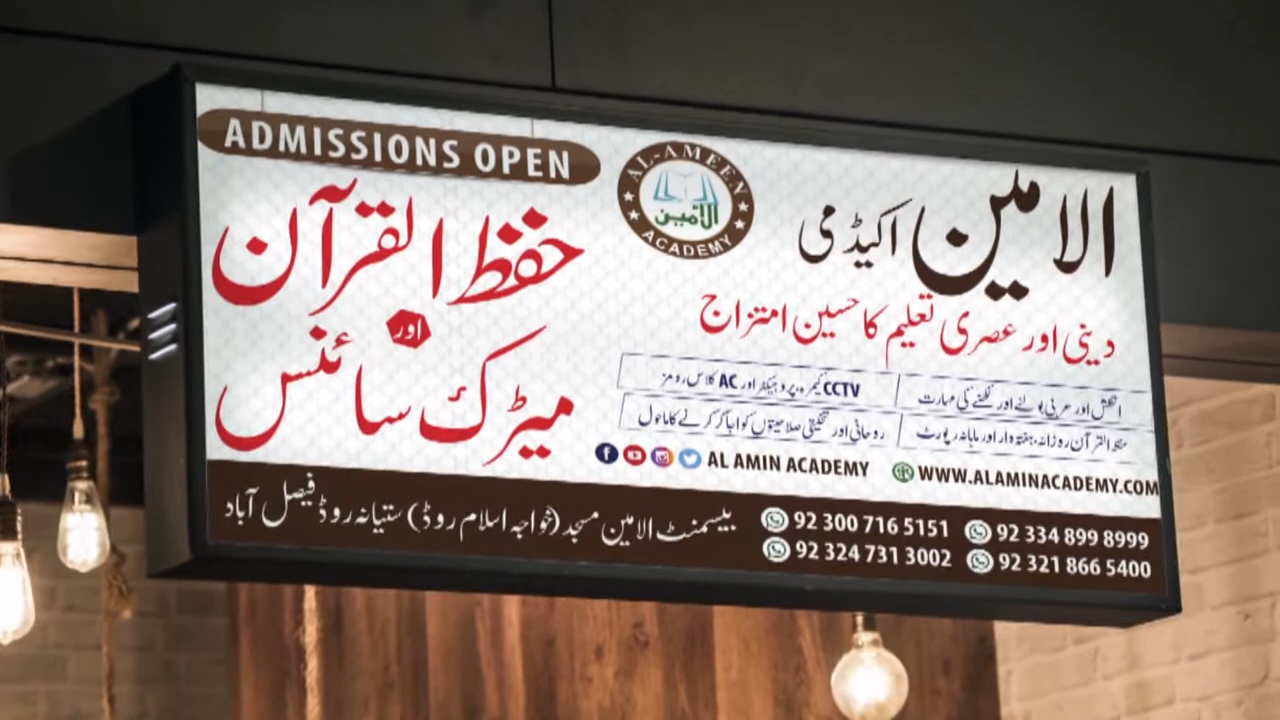 ADMISSIONS OPEN
حفظ القرآن
اور
میٹرک سائنس
AL-AMEEN
الأمین
ACADEMY
الامین اکیڈمی
دینی اور عصری تعلیم کا حسین امتزاج
انگلش اور عربی بولنے اور لکھنے کی مہارت
CCTV کیمرہ، پروجیکٹر اور AC کلاس رومز
حفظ القرآن روزانہ، ہفتہ وار اور ماہانہ رپورٹ
روحانی اور تخلیقی صلاحیتوں کو اجاگر کرنے کا ماحول
AL AMIN ACADEMY
WWW.ALAMINACADEMY.COM
بیسمنٹ الامین مسجد (خواجہ اسلام روڈ) ستیانہ روڈ فیصل آباد
92 300 716 5151 92 334 899 8999
92 324 731 3002 92 321 866 5400